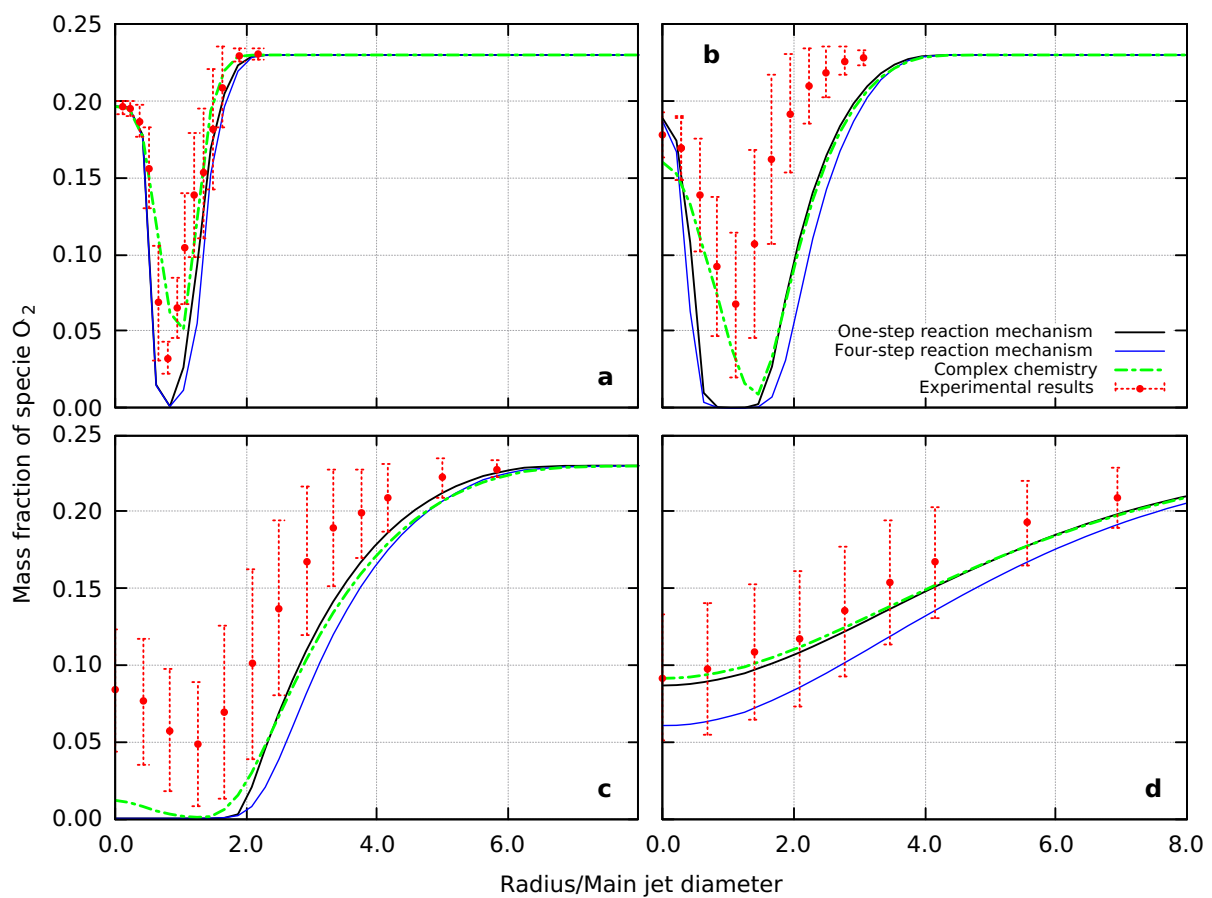 0.25
0.20
0.15
0.10
0.05
0.00
a
b
One-step reaction mechanism
Four-step reaction mechanism
Complex chemistry
Experimental results
Mass fraction of specie O₂
0.25
0.20
0.15
0.10
0.05
0.00
c
d
0.0 2.0 4.0 6.0 0.0 2.0 4.0 6.0 8.0
Radius/Main jet diameter